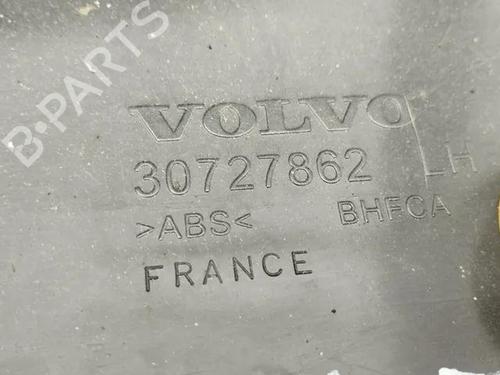 B-PARTS
VOLVO
30727862 LH
>ABS< BHFCA
FRANCE